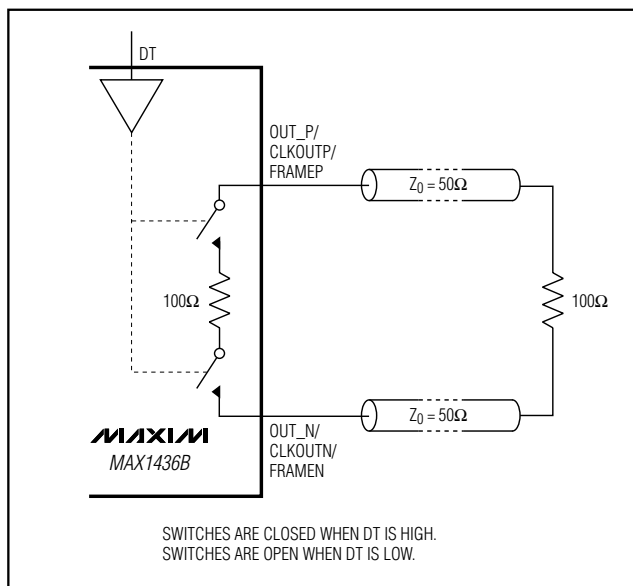 DT
OUT_P/
CLKOUTP/
FRAMEP
Z0 = 50Ω
100Ω
100Ω
Z0 = 50Ω
OUT_N/
CLKOUTN/
FRAMEN
MAXIM
MAX1436B
SWITCHES ARE CLOSED WHEN DT IS HIGH.
SWITCHES ARE OPEN WHEN DT IS LOW.